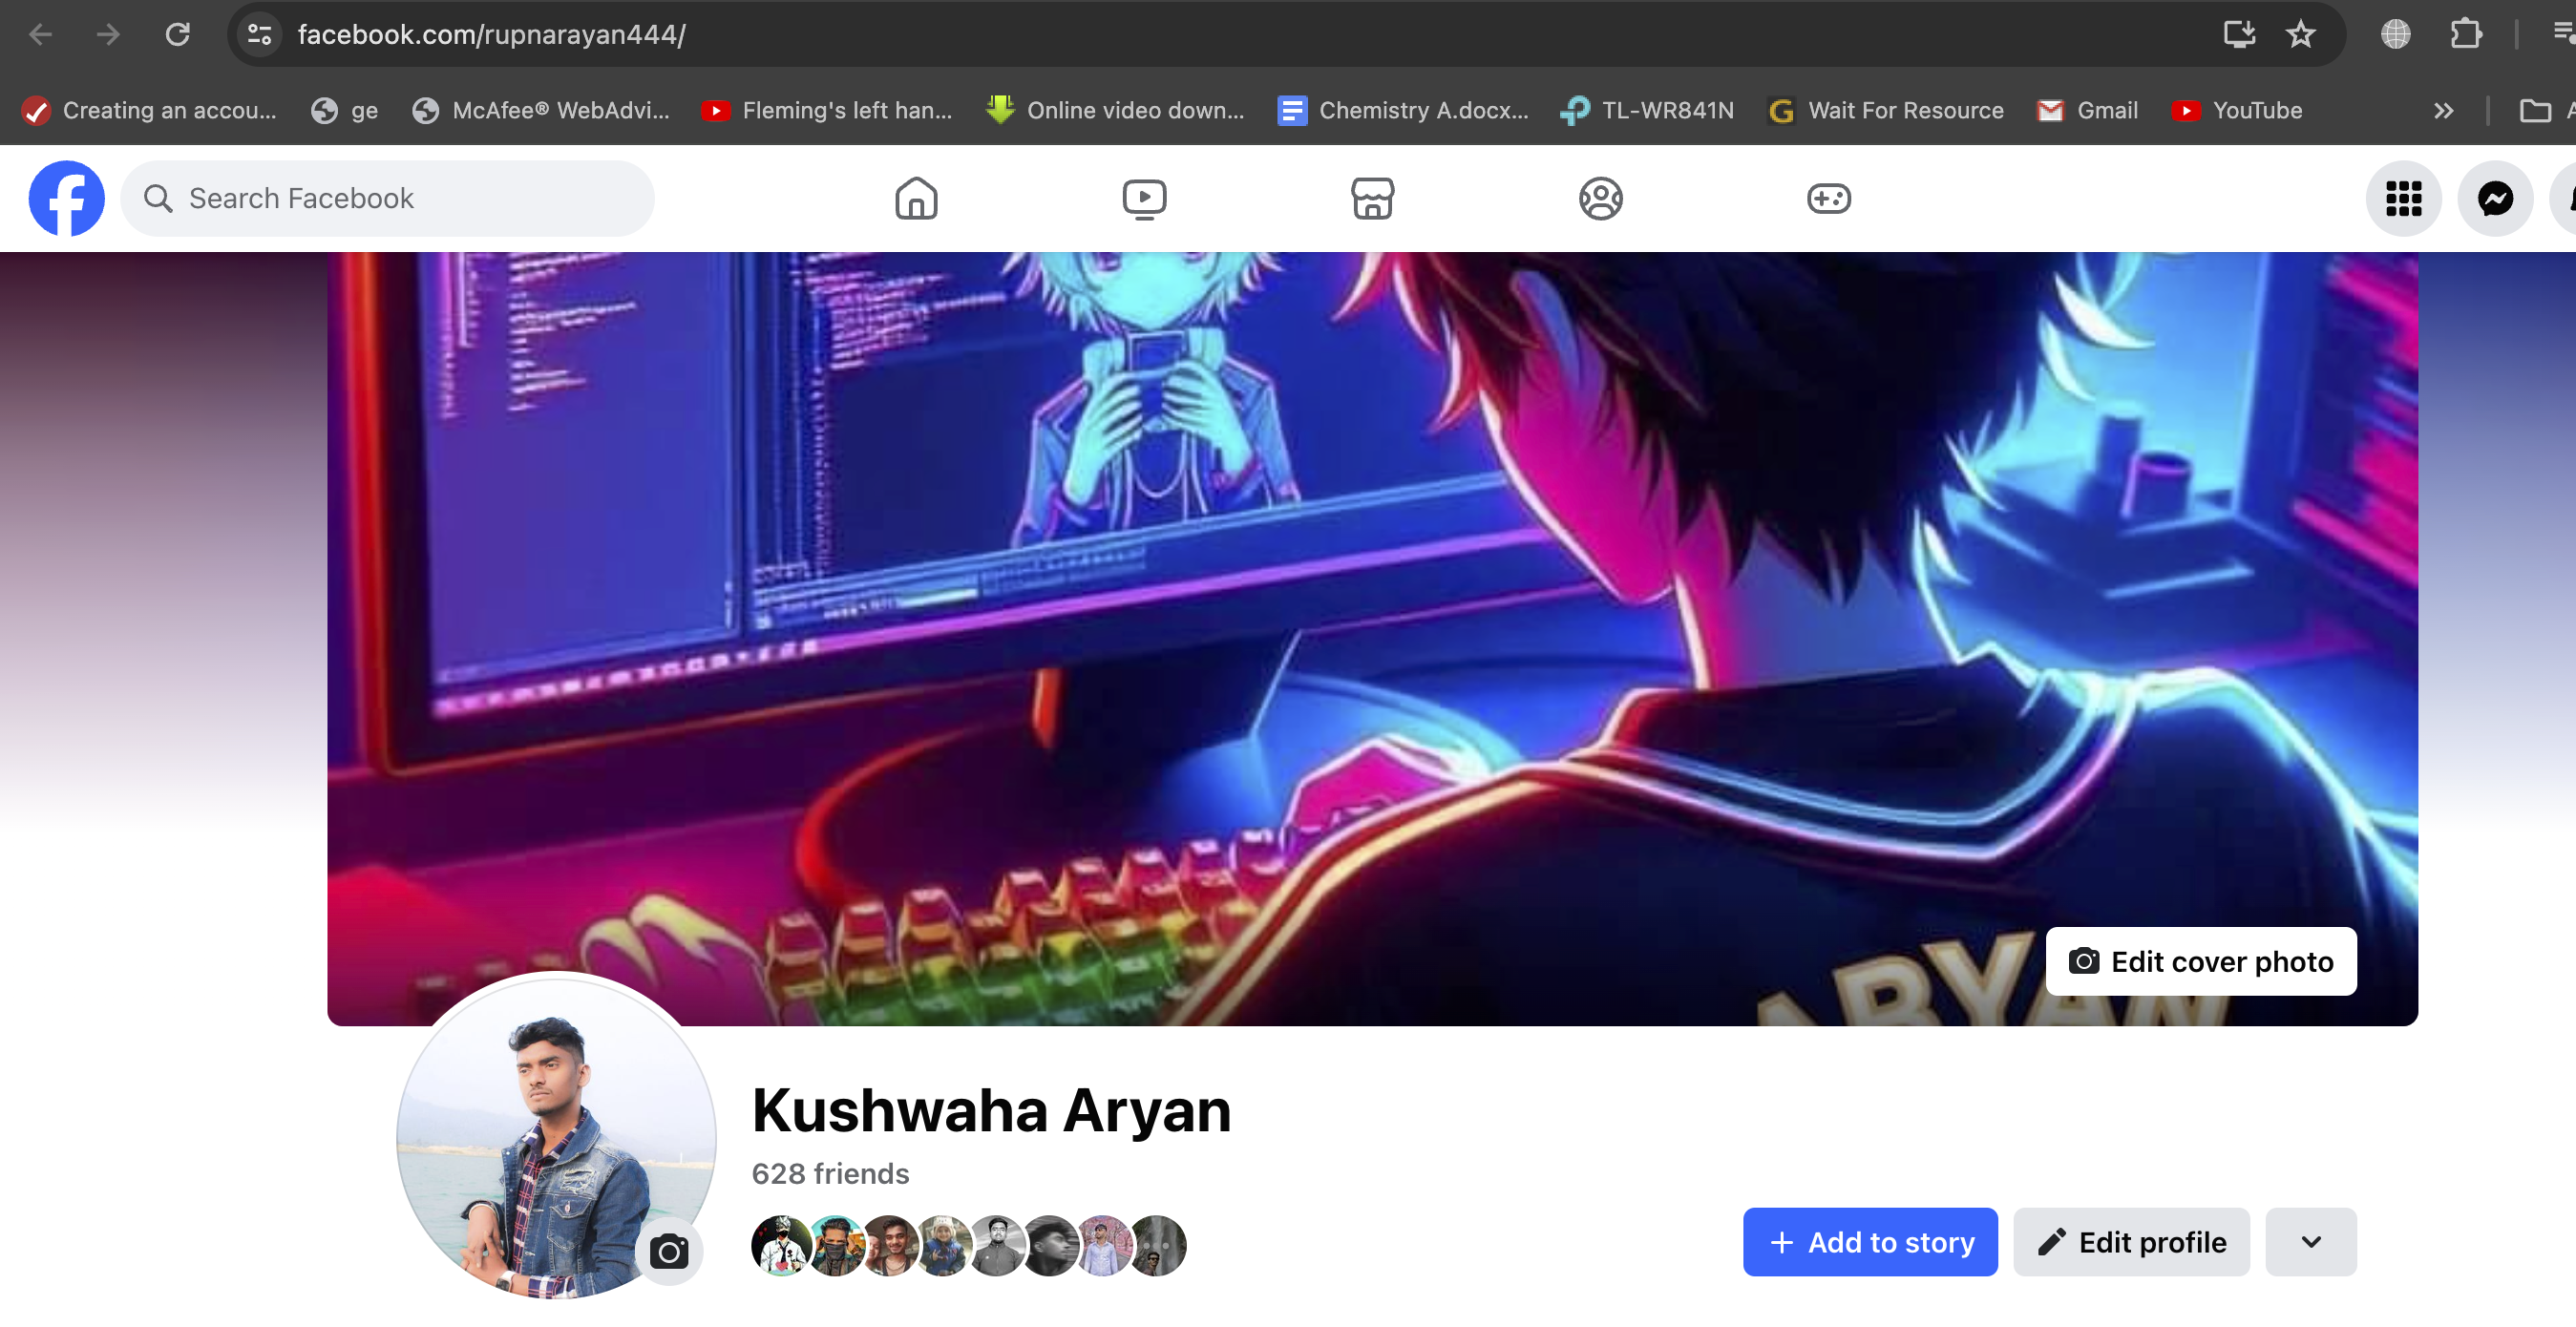 facebook.com/rupnarayan444/
Creating an accou...
ge
McAfee® WebAdvi...
Fleming's left han...
Online video down...
Chemistry A.docx...
TL-WR841N
Wait For Resource
Gmail
YouTube
Search Facebook
ARYAN
Edit cover photo
Kushwaha Aryan
628 friends
Add to story
Edit profile